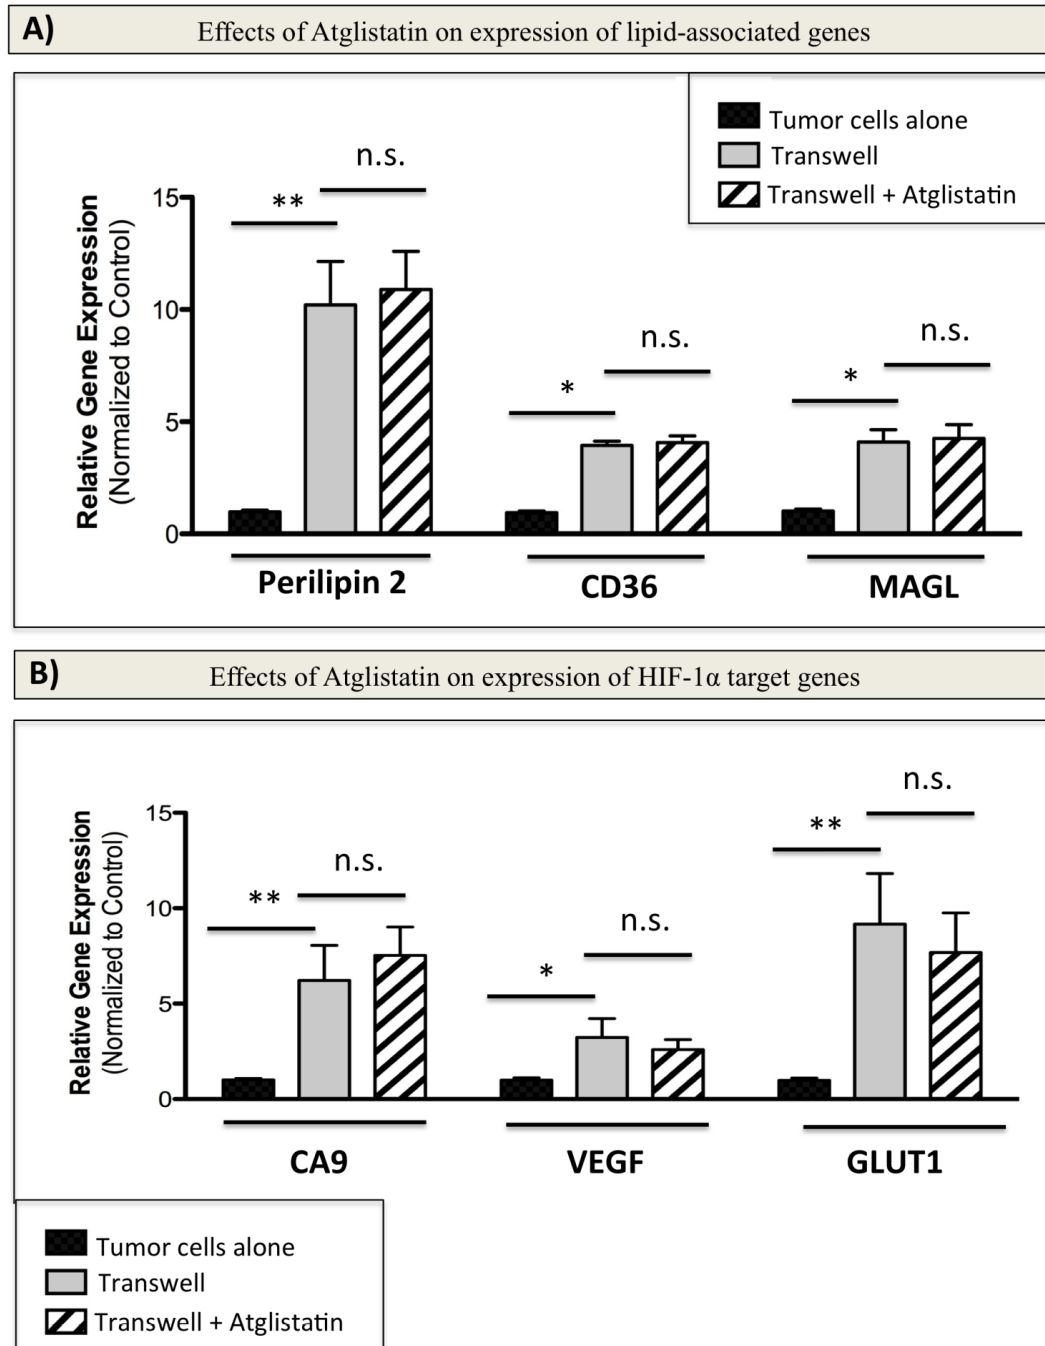 A) Effects of Atglistatin on expression of lipid-associated genes
Tumor cells alone
Transwell
Transwell + Atglistatin
n.s.
**
n.s.
*
n.s.
*
Relative Gene Expression
(Normalized to Control)
15
10
5
0
Perilipin 2 CD36 MAGL
B) Effects of Atglistatin on expression of HIF-1α target genes
n.s.
**
n.s.
**
n.s.
*
Relative Gene Expression
(Normalized to Control)
15
10
5
0
CA9 VEGF GLUT1
Tumor cells alone
Transwell
Transwell + Atglistatin